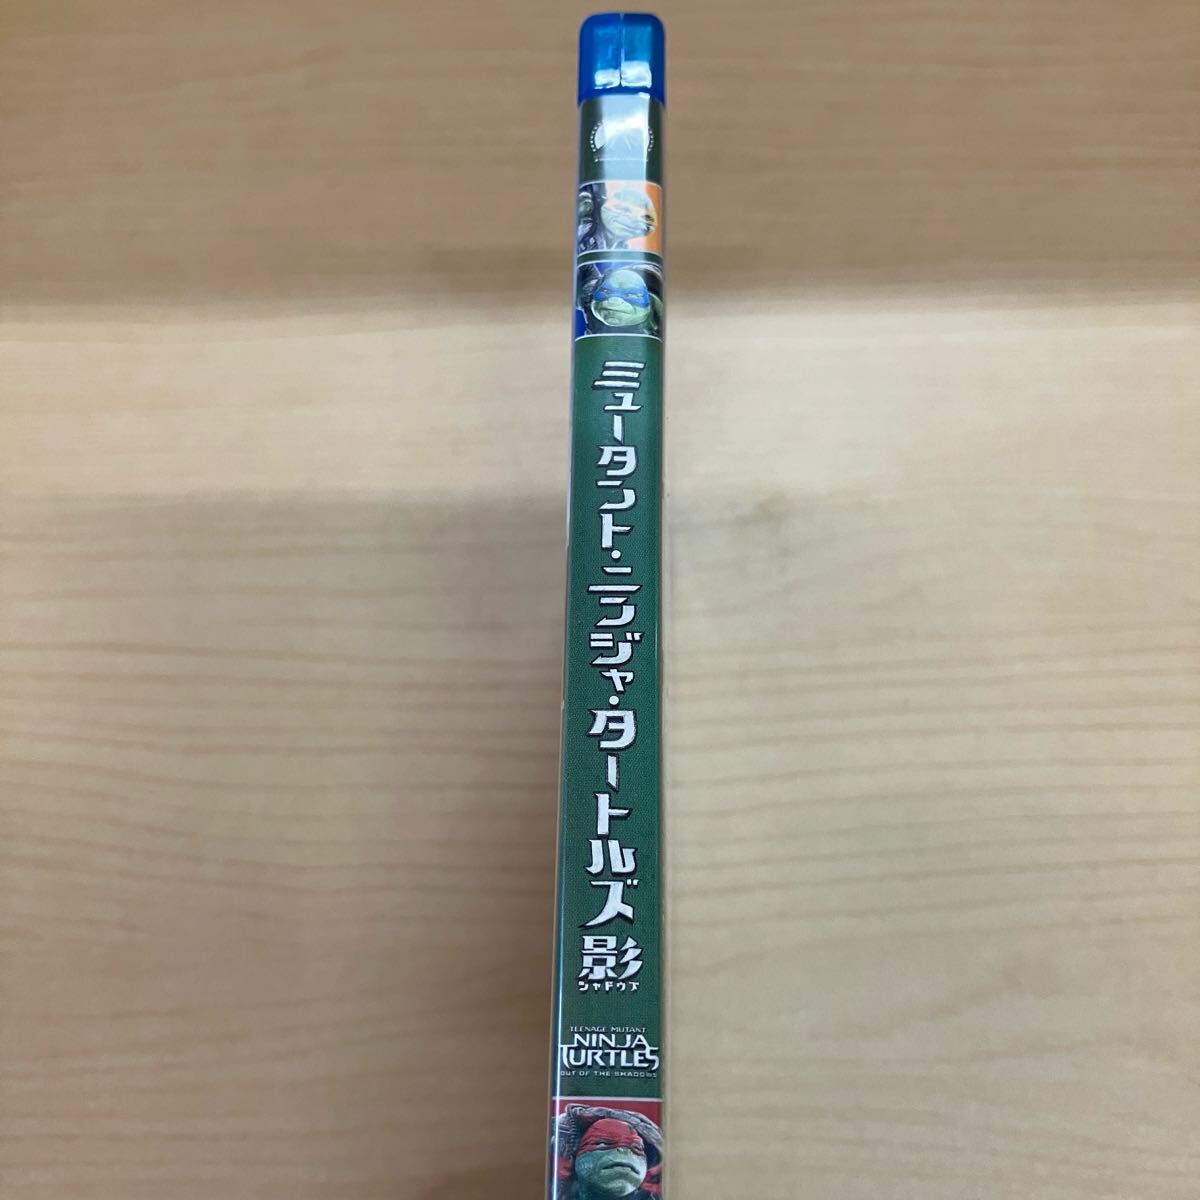 ミュータント・ニンジャ・タートルズ
影
シャドウズ
TEENAGE MUTANT
NINJA
TURTLES
OUT OF THE SHADOWS